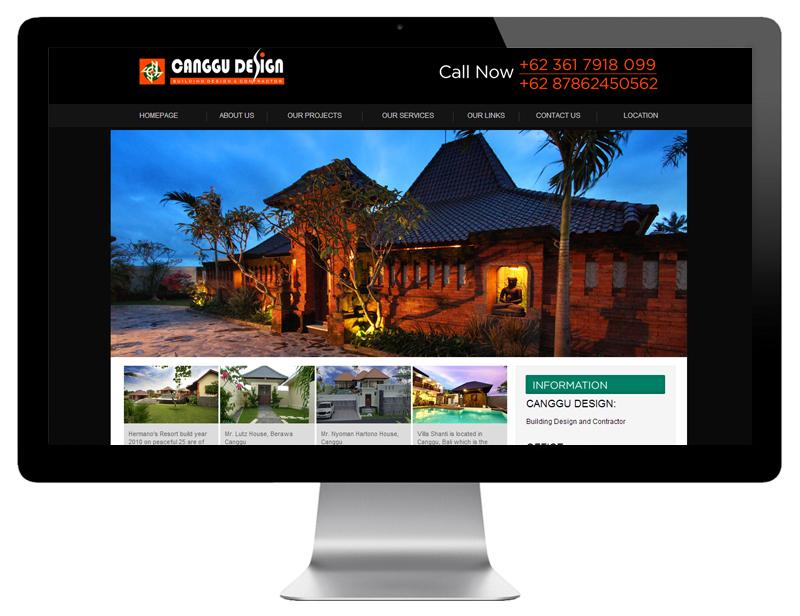 CANGGU DESIGN
BUILDING DESIGN & CONTRACTOR
Call Now
+62 361 7918 099
+62 87862450562
HOMEPAGE
ABOUT US
OUR PROJECTS
OUR SERVICES
OUR LINKS
CONTACT US
LOCATION
Hermano's Resort build year
2010 on peaceful 25 are of
Mr. Lutz House, Berawa
Canggu
Mr. Nyoman Hartono House,
Canggu
Villa Shanti is located in
Canggu, Bali which is the
INFORMATION
CANGGU DESIGN:
Building Design and Contractor
OFFICE